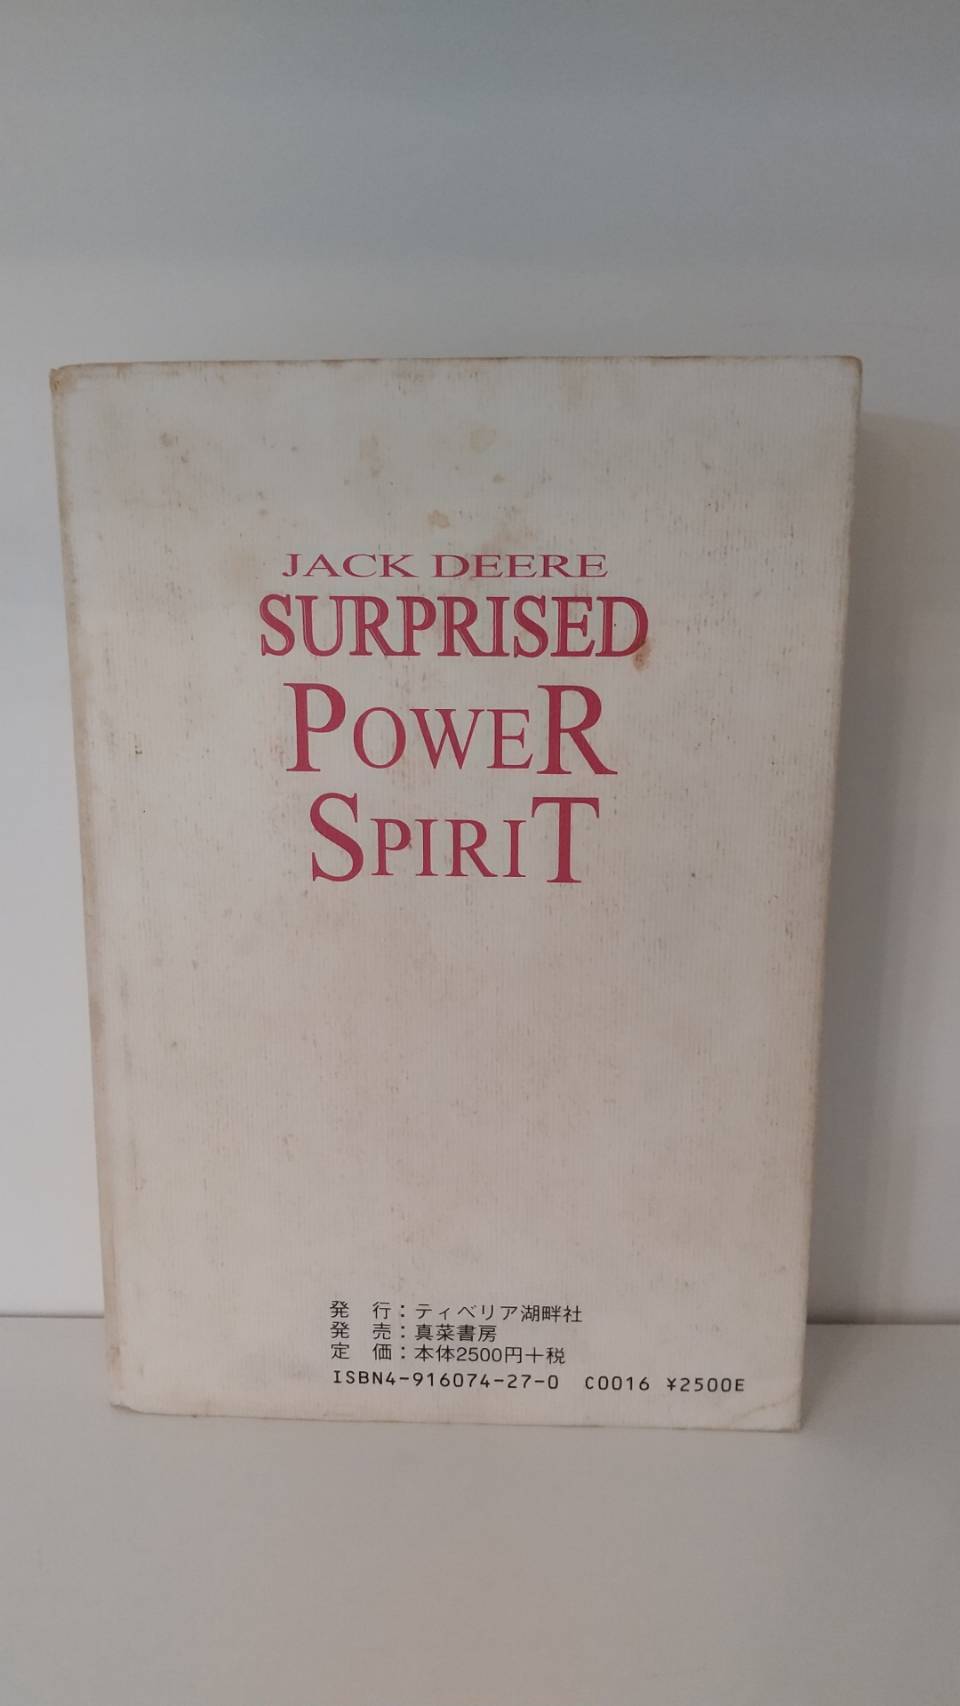 JACK DEERE
SURPRISED
POWER
SPIRIT
発　行：ティベリア湖畔社
発　売：真菜書房
定　価：本体2500円十税
ISBN4-916074-27-0 C0016 ¥2500E